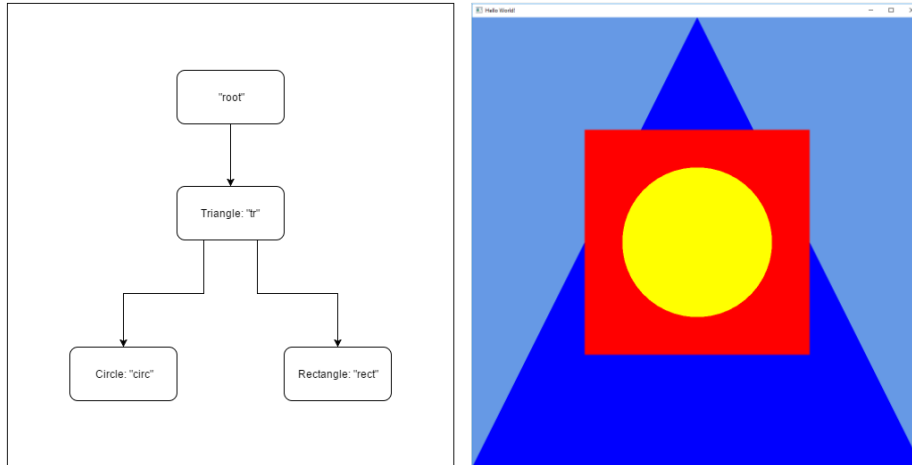 "root"
Triangle: "tr"
Circle: "circ"
Rectangle: "rect"
Hello World!